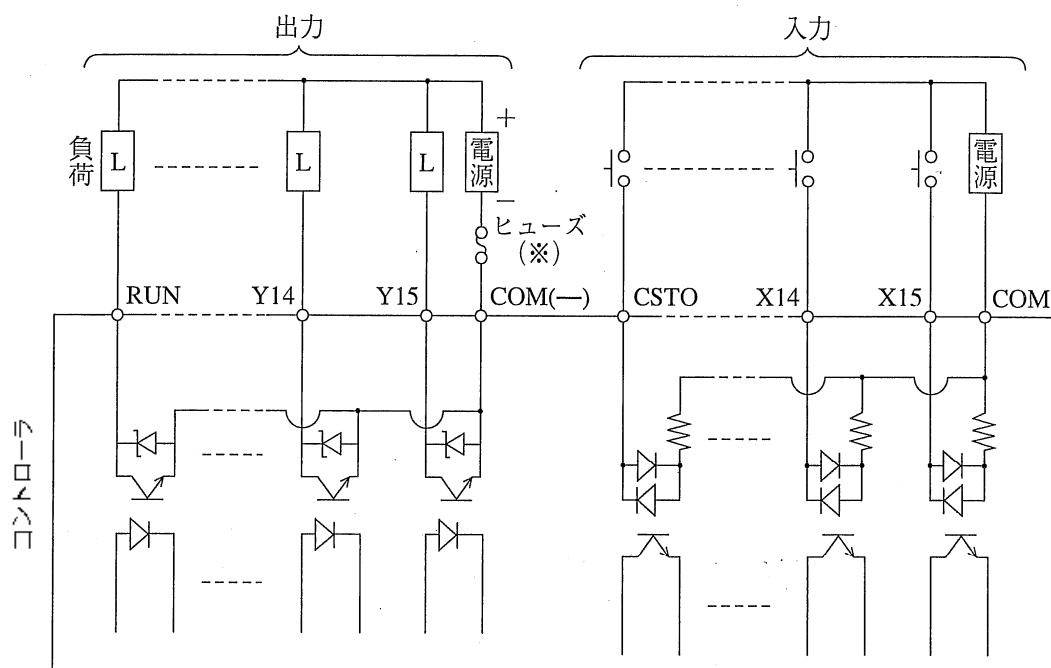 出力
入力
負荷
L
L
L
+
電源
−
ヒューズ
(※)
電源
RUN
Y14
Y15
COM(—)
CSTO
X14
X15
COM
コントローラ